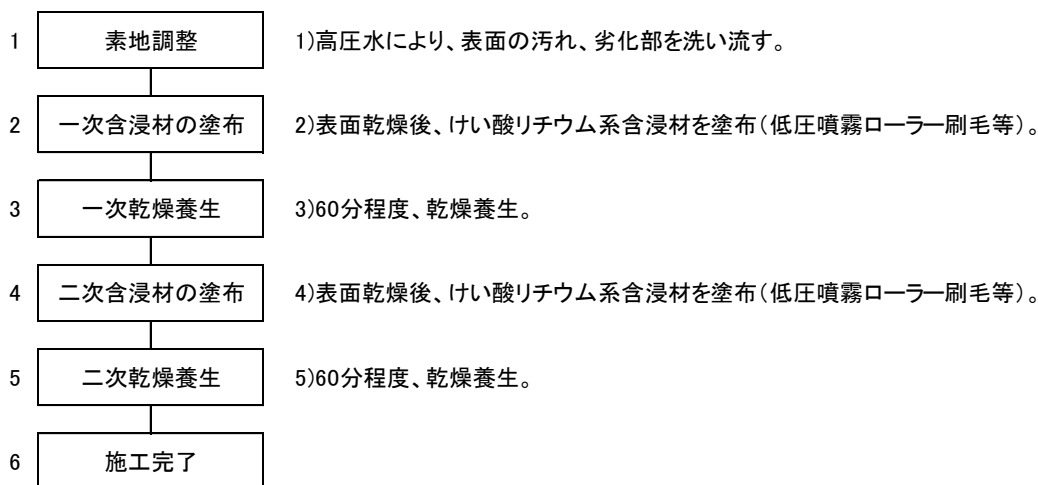 1 素地調整 1)高圧水により、表面の汚れ、劣化部を洗い流す。
2 一次含浸材の塗布 2)表面乾燥後、けい酸リチウム系含浸材を塗布(低圧噴霧ローラー刷毛等)。
3 一次乾燥養生 3)60分程度、乾燥養生。
4 二次含浸材の塗布 4)表面乾燥後、けい酸リチウム系含浸材を塗布(低圧噴霧ローラー刷毛等)。
5 二次乾燥養生 5)60分程度、乾燥養生。
6 施工完了